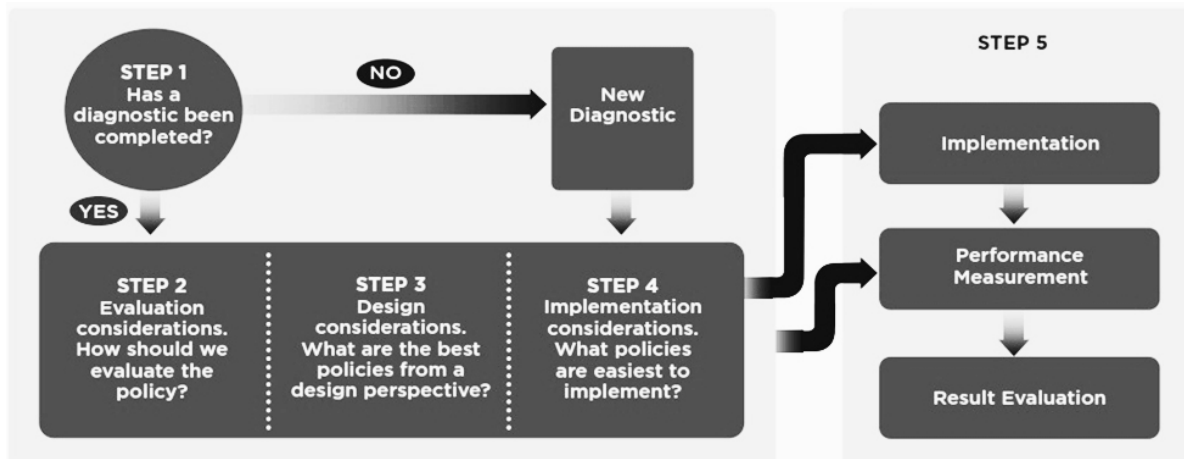 STEP 1
Has a
diagnostic been
completed?
NO
New
Diagnostic
YES
STEP 2
Evaluation
considerations.
How should we
evaluate the
policy?
STEP 3
Design
considerations.
What are the best
policies from a
design perspective?
STEP 4
Implementation
considerations.
What policies
are easiest to
implement?
STEP 5
Implementation
Performance
Measurement
Result Evaluation